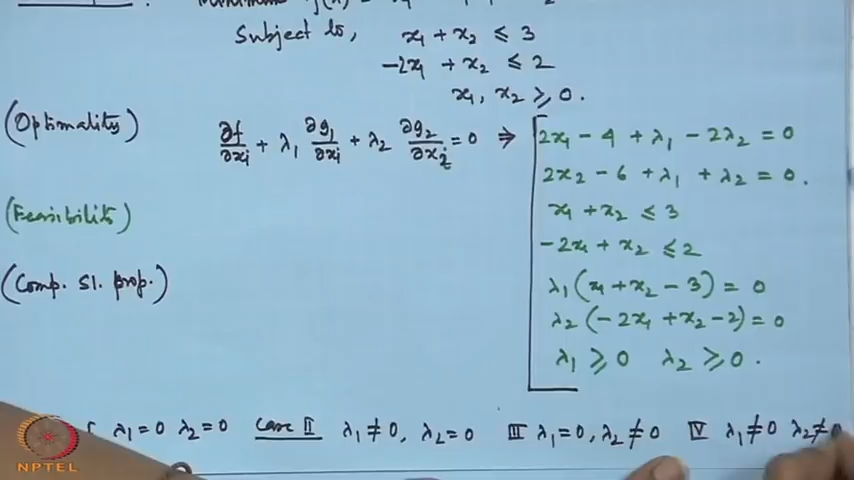 Subject to, x₁ + x₂ ≤ 3
-2x₁ + x₂ ≤ 2
x₁, x₂ ≥ 0.
(Optimality) ∂f/∂xᵢ + λ₁ ∂g₁/∂xᵢ + λ₂ ∂g₂/∂xᵢ = 0 ⇒ 2x₁ - 4 + λ₁ - 2λ₂ = 0
2x₂ - 6 + λ₁ + λ₂ = 0.
(Feasibility) x₁ + x₂ ≤ 3
-2x₁ + x₂ ≤ 2
(Comp. Sl. prop.) λ₁(x₁ + x₂ - 3) = 0
λ₂(-2x₁ + x₂ - 2) = 0
λ₁ ≥ 0 λ₂ ≥ 0.
I λ₁ = 0 λ₂ = 0 Case II λ₁ ≠ 0, λ₂ = 0 III λ₁ = 0, λ₂ ≠ 0 IV λ₁ ≠ 0 λ₂ ≠ 0
NPTEL